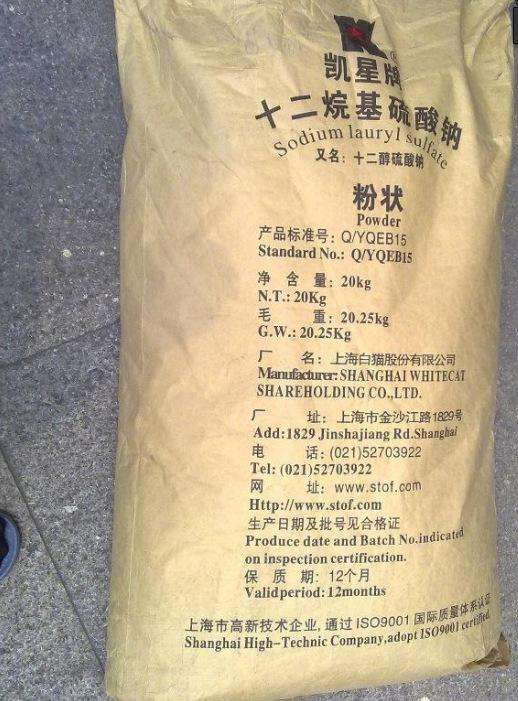 ®
凯星牌
十二烷基硫酸钠
Sodium lauryl sulfate
又名：十二醇硫酸钠
粉状
Powder
产品标准号：Q/YQEB15
Standard No.: Q/YQEB15
净 含 量：20kg
N.T.: 20Kg
毛 重：20.25kg
G.W.: 20.25Kg
厂 名：上海白猫股份有限公司
Manufacturer: SHANGHAI WHITECAT
SHAREHOLDING CO.,LTD.
厂 址：上海市金沙江路1829号
Add:1829 Jinshajiang Rd.Shanghai
电 话：(021)52703922
Tel: (021)52703922
网 址：www.stof.com
Http://www.stof.com
生产日期及批号见合格证
Produce date and Batch No.indicated
on inspection certification.
保 质 期：12个月
Validperiod: 12months
上海市高新技术企业，通过ISO9001国际质量体系认证
Shanghai High-Technic Company,adopt ISO9001 certified.